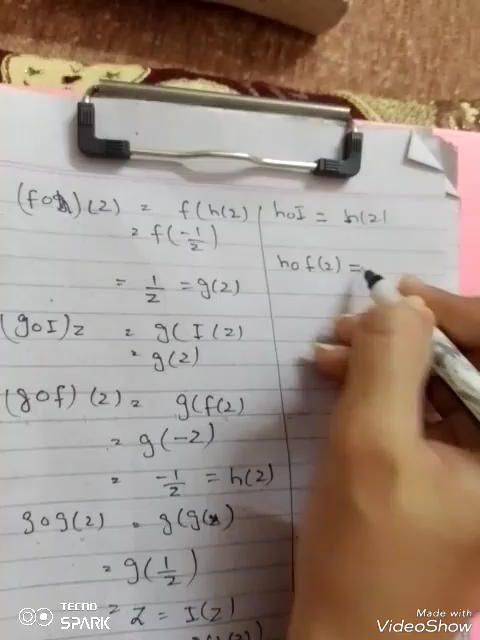 (foh)(z) = f(h(z)
= f(-1/z)
= 1/z = g(z)
(goI)z = g(I(z)
= g(z)
(gof)(z) = g(f(z)
= g(-z)
= -1/z = h(z)
gog(z) = g(g(z)
= g(1/z)
= z = I(z)
hoI = h(z)
hof(z) =
TECNO
SPARK
Made with
VideoShow